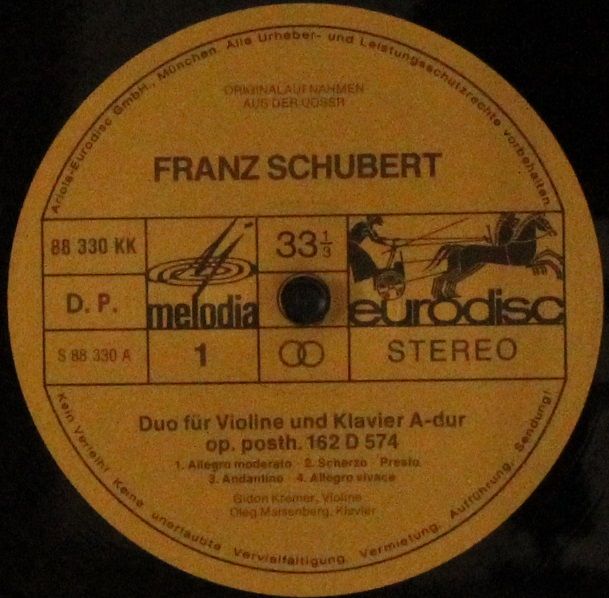 Ariola-Eurodisc GmbH., München. Alle Urheber- und Leistungsschutzrechte vorbehalten.
ORIGINALAUFNAHMEN
AUS DER UDSSR
FRANZ SCHUBERT
88 330 KK
melodia
33 1/3
eurodisc
D. P.
S 88 330 A
1
STEREO
Duo für Violine und Klavier A-dur
op. posth. 162 D 574
1. Allegro moderato · 2. Scherzo Presto
3. Andantino · 4. Allegro vivace
Gidon Kremer, Violine
Oleg Maisenberg, Klavier
Kein Verleih! Keine unerlaubte Vervielfältigung, Vermietung, Aufführung, Sendung!